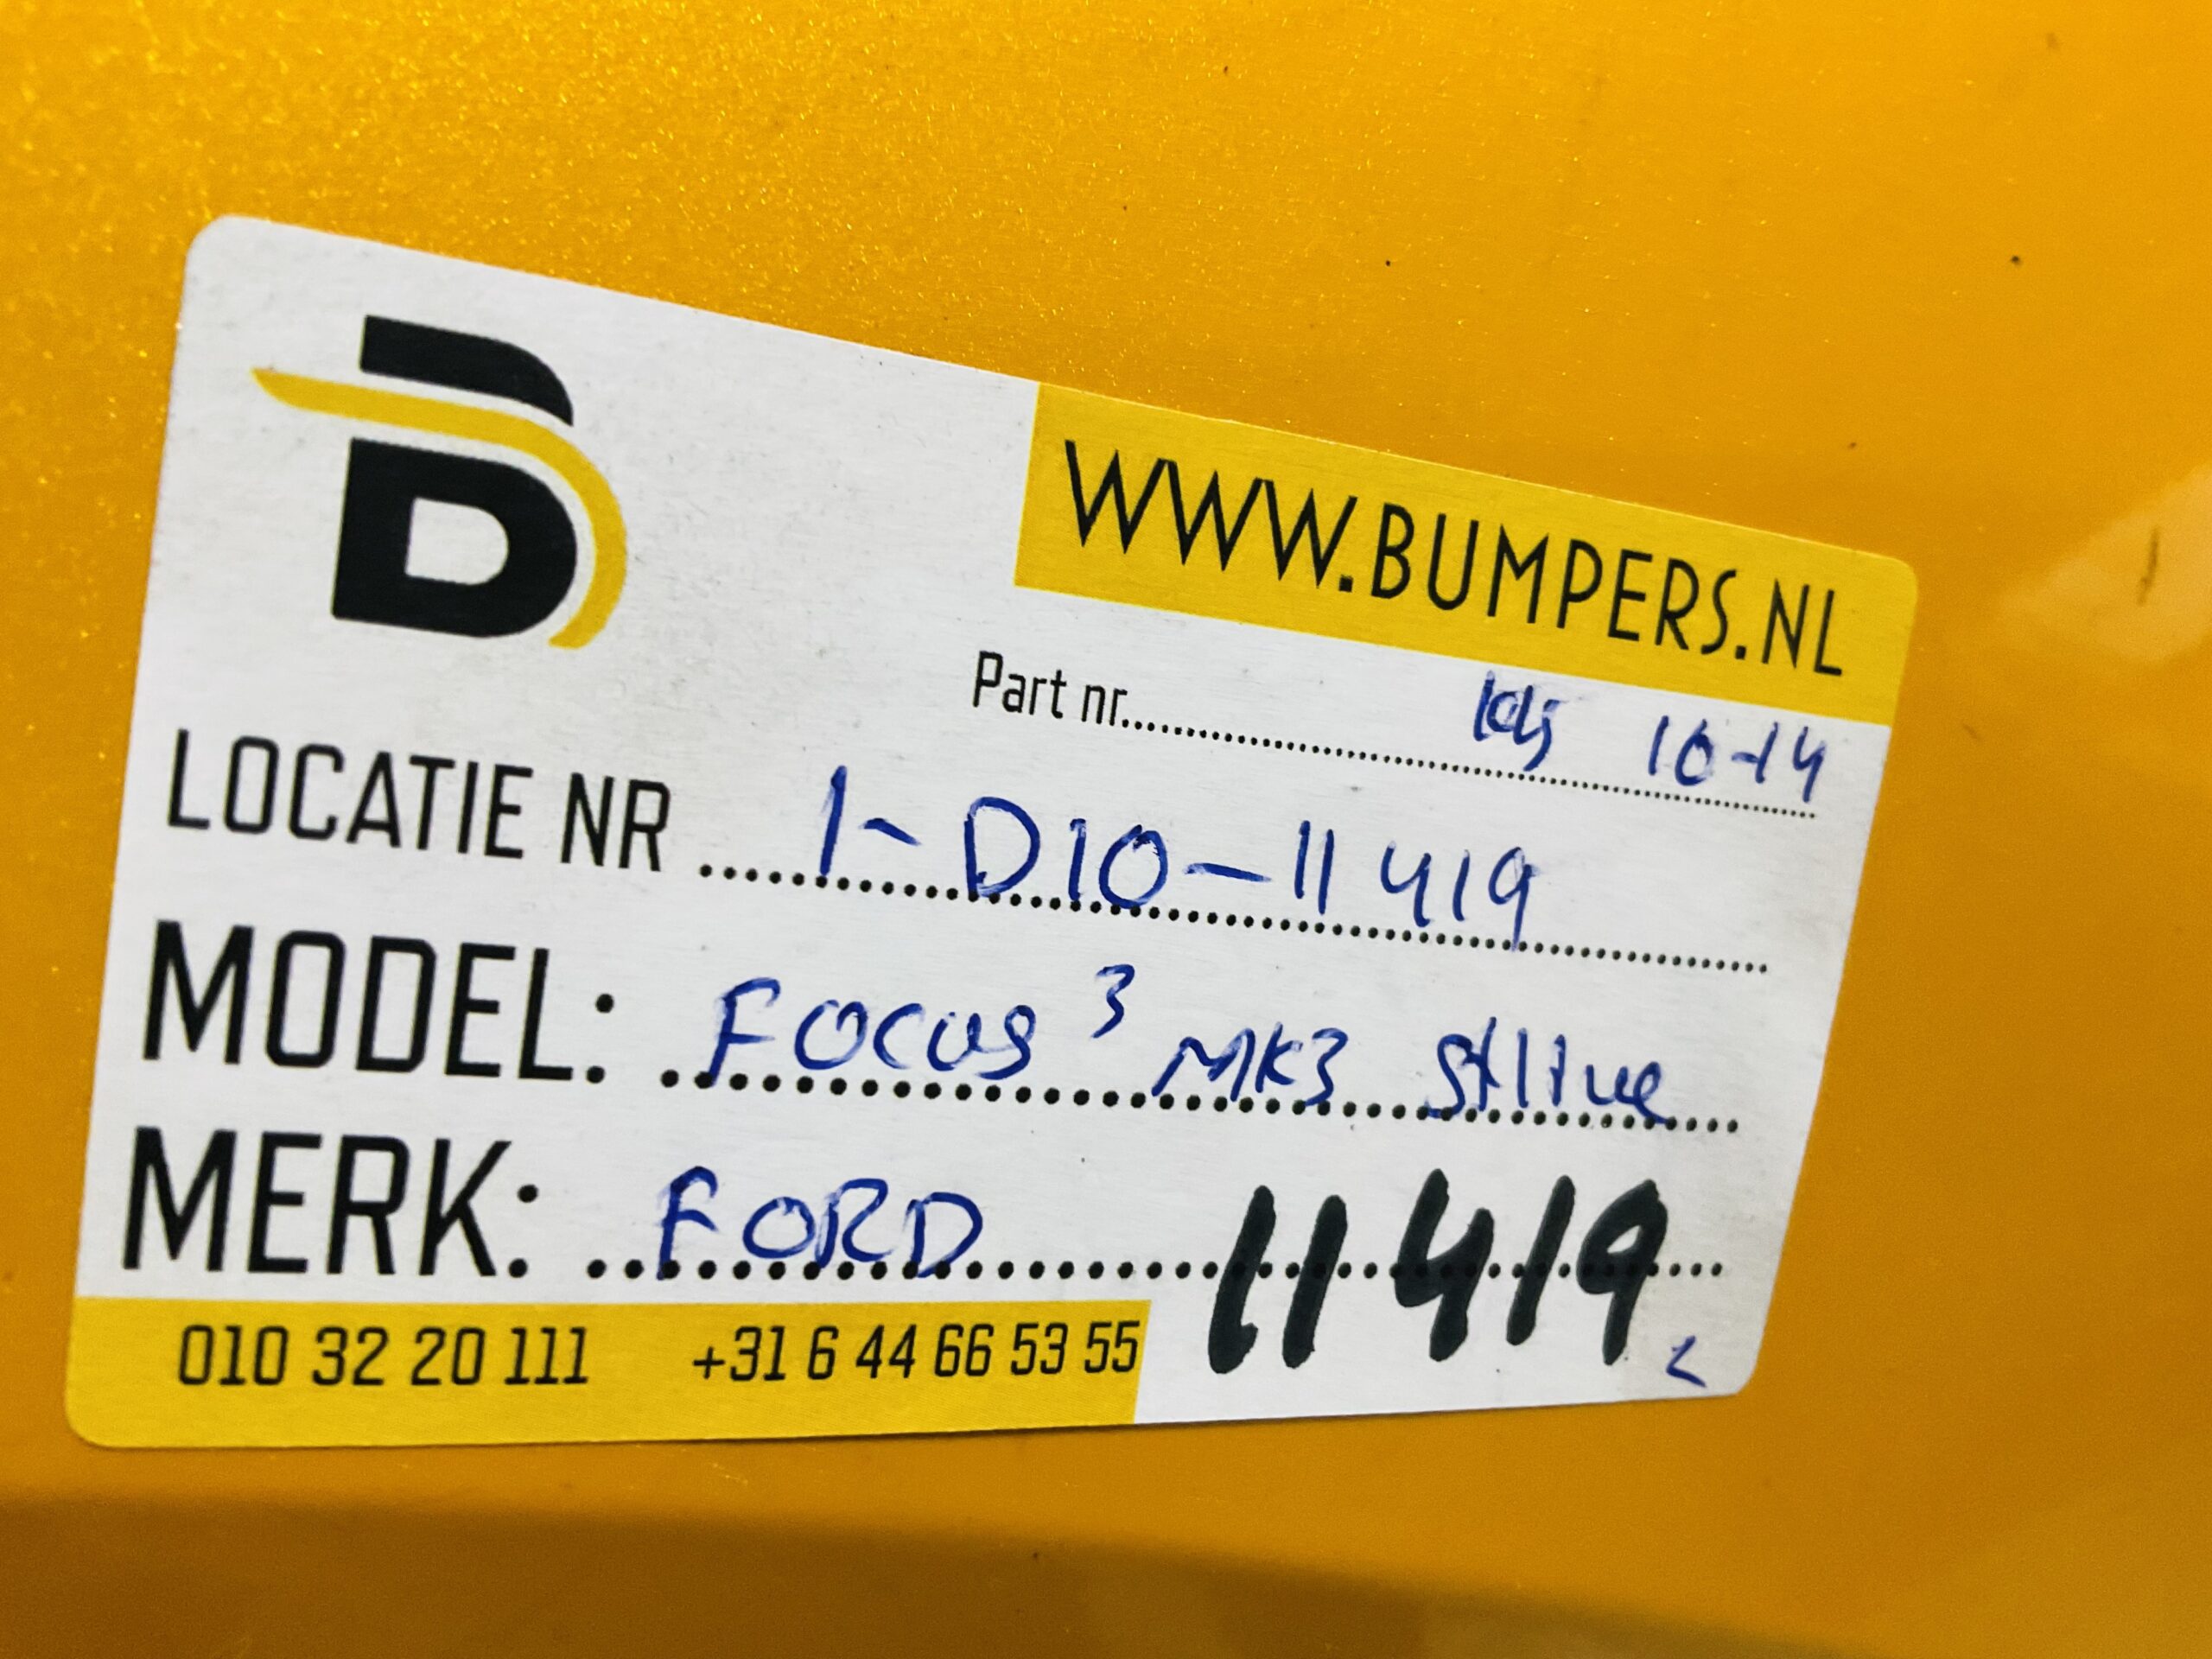 B
WWW.BUMPERS.NL
Part nr. 10-14
LOCATIE NR 1-D10-11419
MODEL: Focus 3 MK3
MERK: FORD 11419
010 32 20 111 +31 6 44 66 53 55